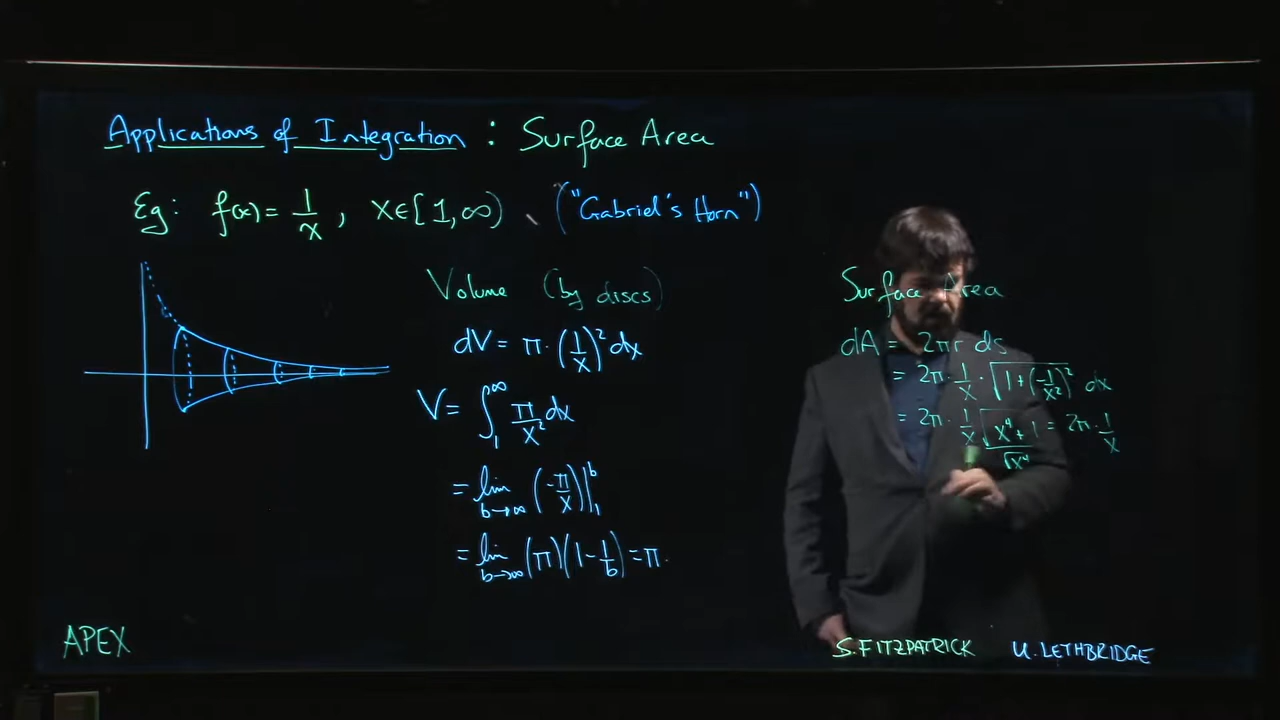 Applications of Integration : Surface Area
Eg: f(x) = 1/x , x∈[1,∞) ("Gabriel's Horn")
Volume (by discs)
dV = π·(1/x)² dx
V = ∫₁^∞ π/x² dx
= lim b→∞ (-π/x)|₁ᵇ
= lim b→∞ (π)(1-1/b) = π.
Surface Area
dA = 2πr ds
= 2π·1/x·√(1+(-1/x²)²) dx
= 2π·1/x √(x⁴+1)/√x⁴ = 2π·1/x
APEX
S.FITZPATRICK
U.LETHBRIDGE